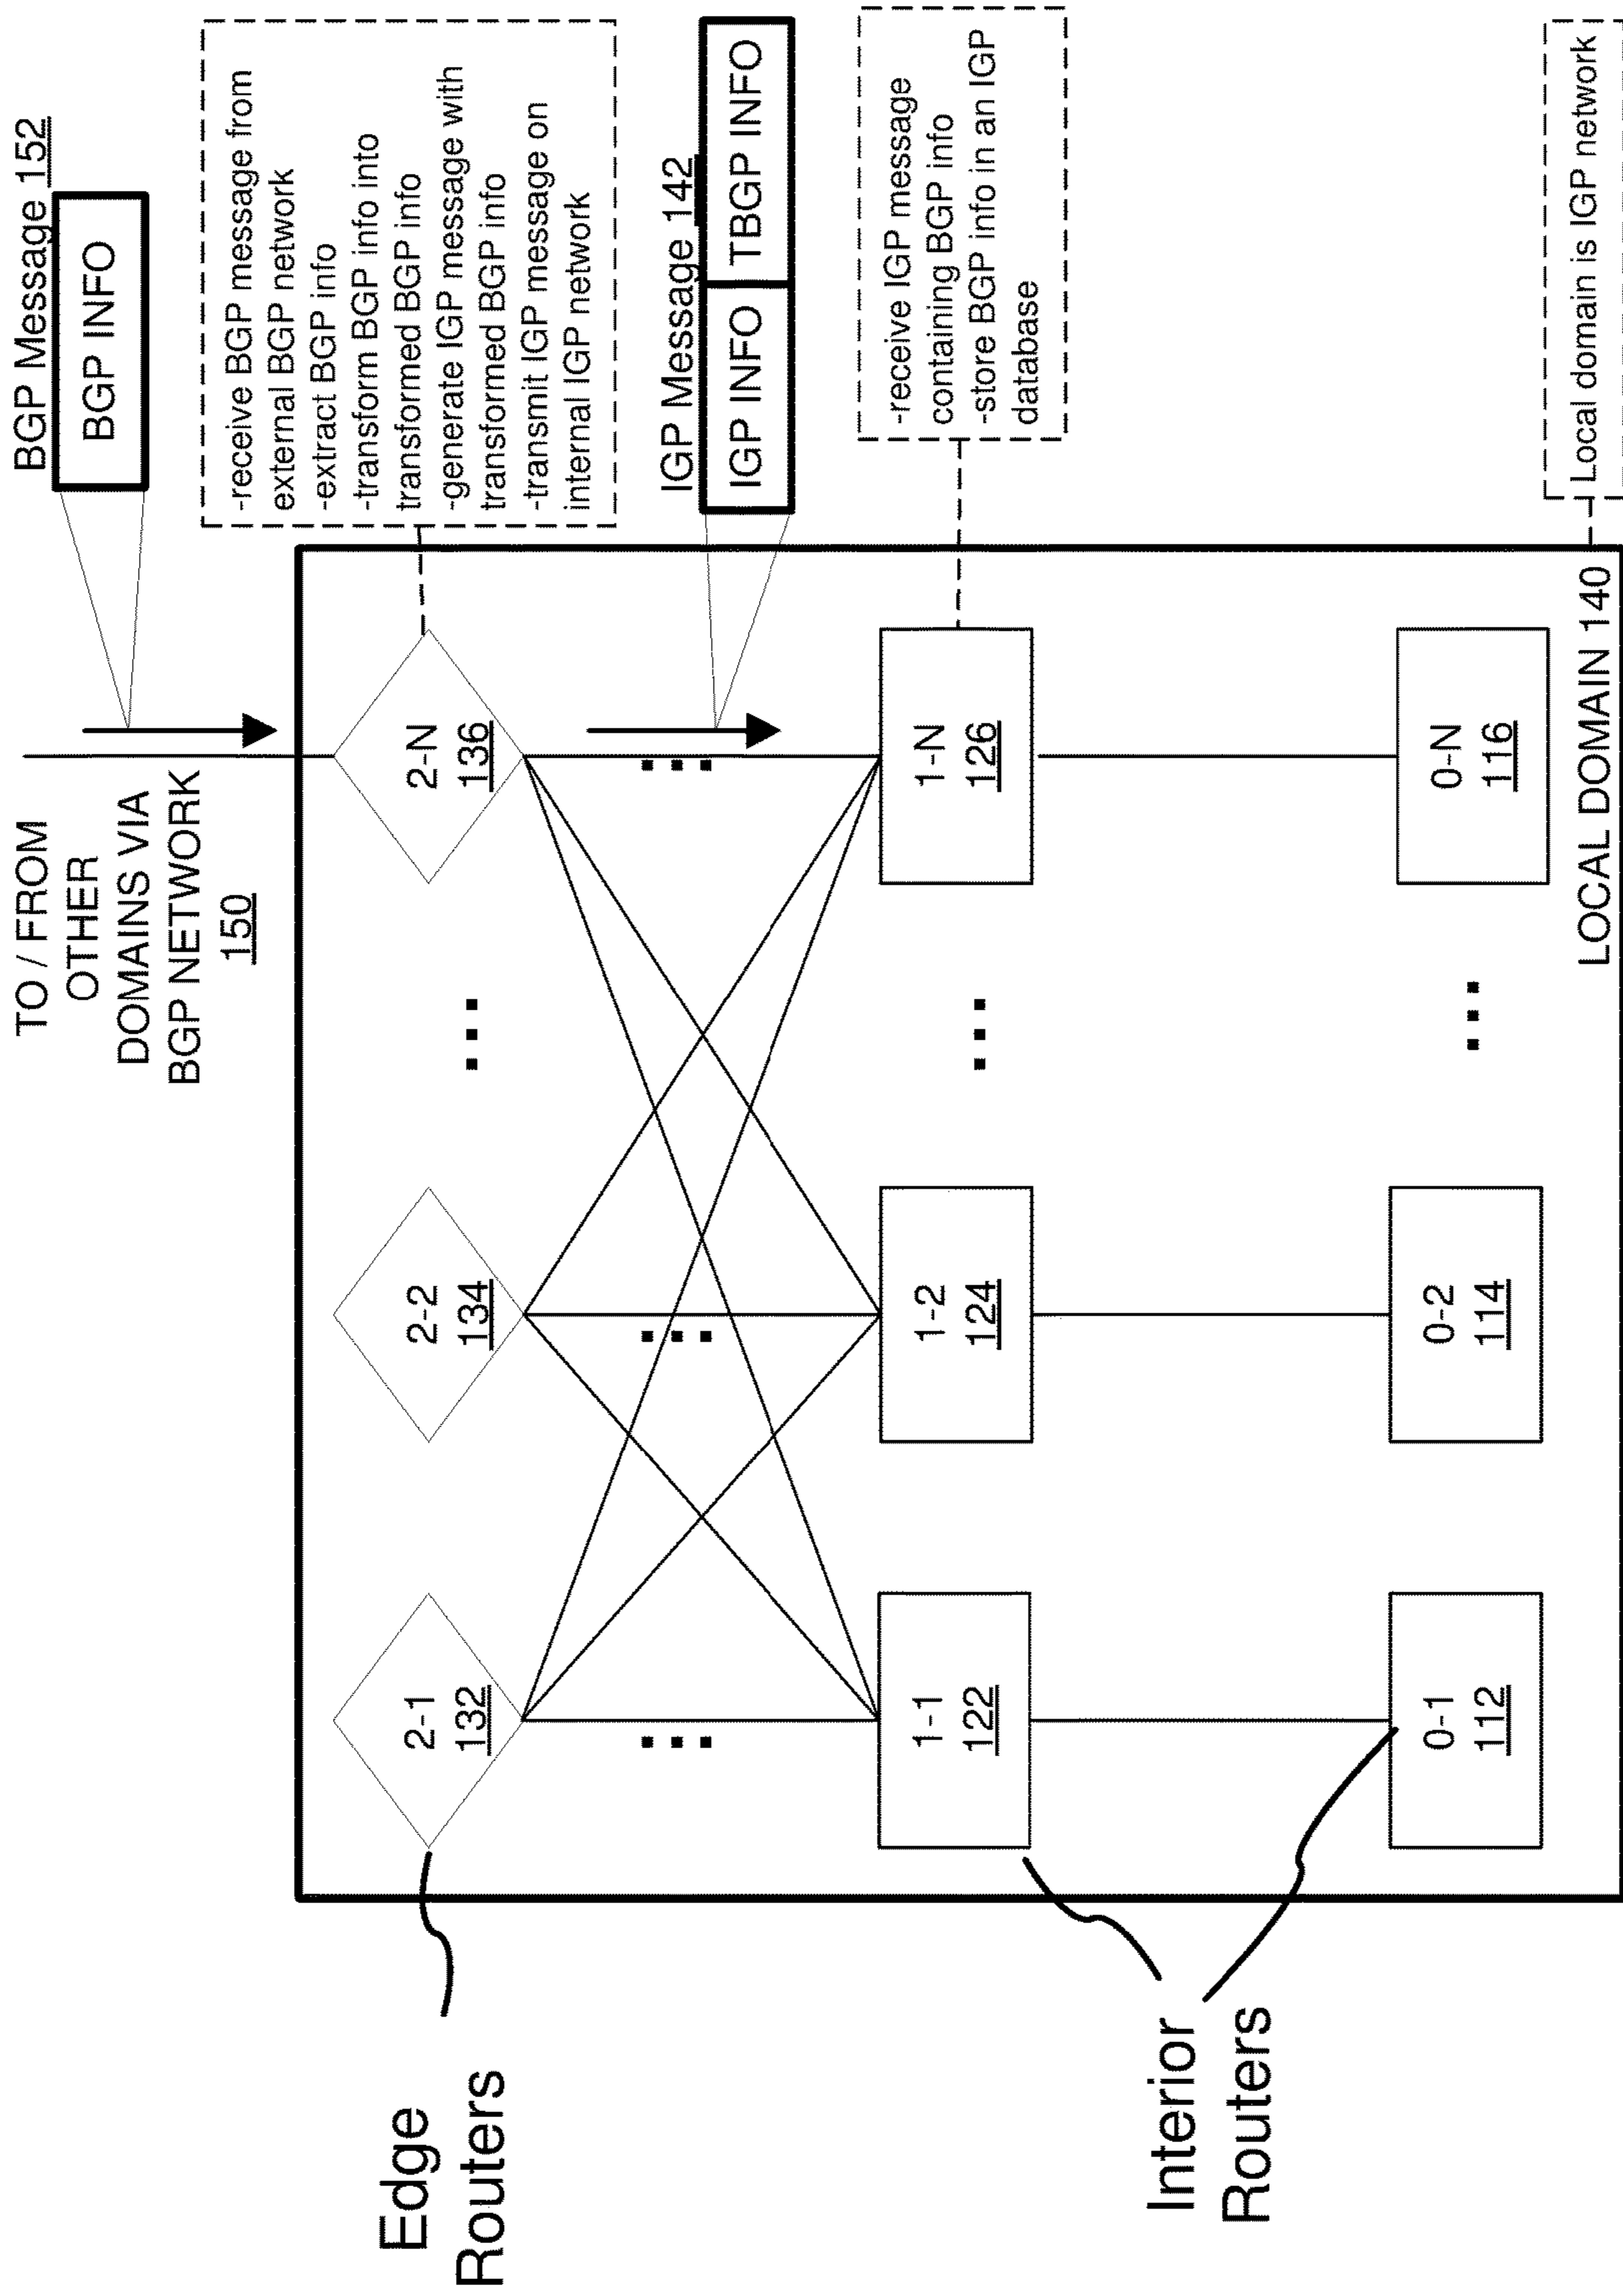 TO / FROM
OTHER
DOMAINS VIA
BGP NETWORK
150
BGP Message 152
BGP INFO
-receive BGP message from
external BGP network
-extract BGP info
-transform BGP info into
transformed BGP info
-generate IGP message with
transformed BGP info
-transmit IGP message on
internal IGP network
Edge
Routers
2-1
132
2-2
134
...
2-N
136
...
...
...
IGP Message 142
IGP INFO
TBGP INFO
-receive IGP message
containing BGP info
-store BGP info in an IGP
database
Interior
Routers
1-1
122
1-2
124
...
1-N
126
0-1
112
0-2
114
...
0-N
116
LOCAL DOMAIN 140
Local domain is IGP network